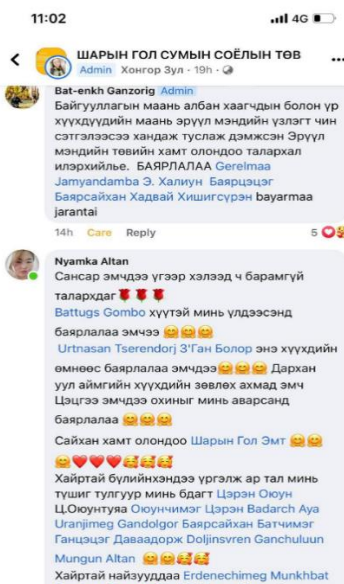 11:02
4G
ШАРЫН ГОЛ СУМЫН СОЁЛЫН ТӨВ
Admin Хонгор Зул · 19h ·
Bat-enkh Ganzorig Admin
Байгууллагын маань албан хаагчдын болон үр
хүүхдүүдийн маань эрүүл мэндийн үзлэгт чин
сэтгэлээсээ хандаж туслаж дэмжсэн Эрүүл
мэндийн төвийн хамт олондоо талархал
илэрхийлье. БАЯРЛАЛАА Gerelmaa
Jamyandamba Э. Халиун Баярцэцэг
Баярсайхан Хадвай Хишигсүрэн bayarmaa
jarantai
14h Care Reply 5
Nyamka Altan
Сансар эмчдээ үгээр хэлээд ч барамгүй
талархдаг🌹🌹🌹
Battugs Gombo хүүтэй минь үлдээсэнд
баярлалаа эмчээ 🤗🤗🤗
Urtnasan Tserendorj З'Ган Болор энэ хүүхдийн
өмнөөс баярлалаа эмчдээ🤗🤗🤗 Дархан
уул аймгийн хүүхдийн зөвлөх ахмад эмч
Цэцгээ эмчдээ охиныг минь аварсанд
баярлалаа 🤗🤗🤗
Сайхан хамт олондоо Шарын Гол Эмт 🤗🤗
🤗❤️❤️❤️🥰🥰🥰
Хайртай бүлийнхэндээ үргэлж ар тал минь
түшиг тулгуур минь бдагт Цэрэн Оюун
Ц.Оюунтуяа Оюунчимэг Цэрэн Badarch Aya
Uranjimeg Gandolgor Баярсайхан Батчимэг
Ганцэцэг Даваадорж Doljinsvren Ganchuluun
Mungun Altan 🤗🤗🥰🥰
Хайртай найзууддаа Erdenechimeg Munkhbat